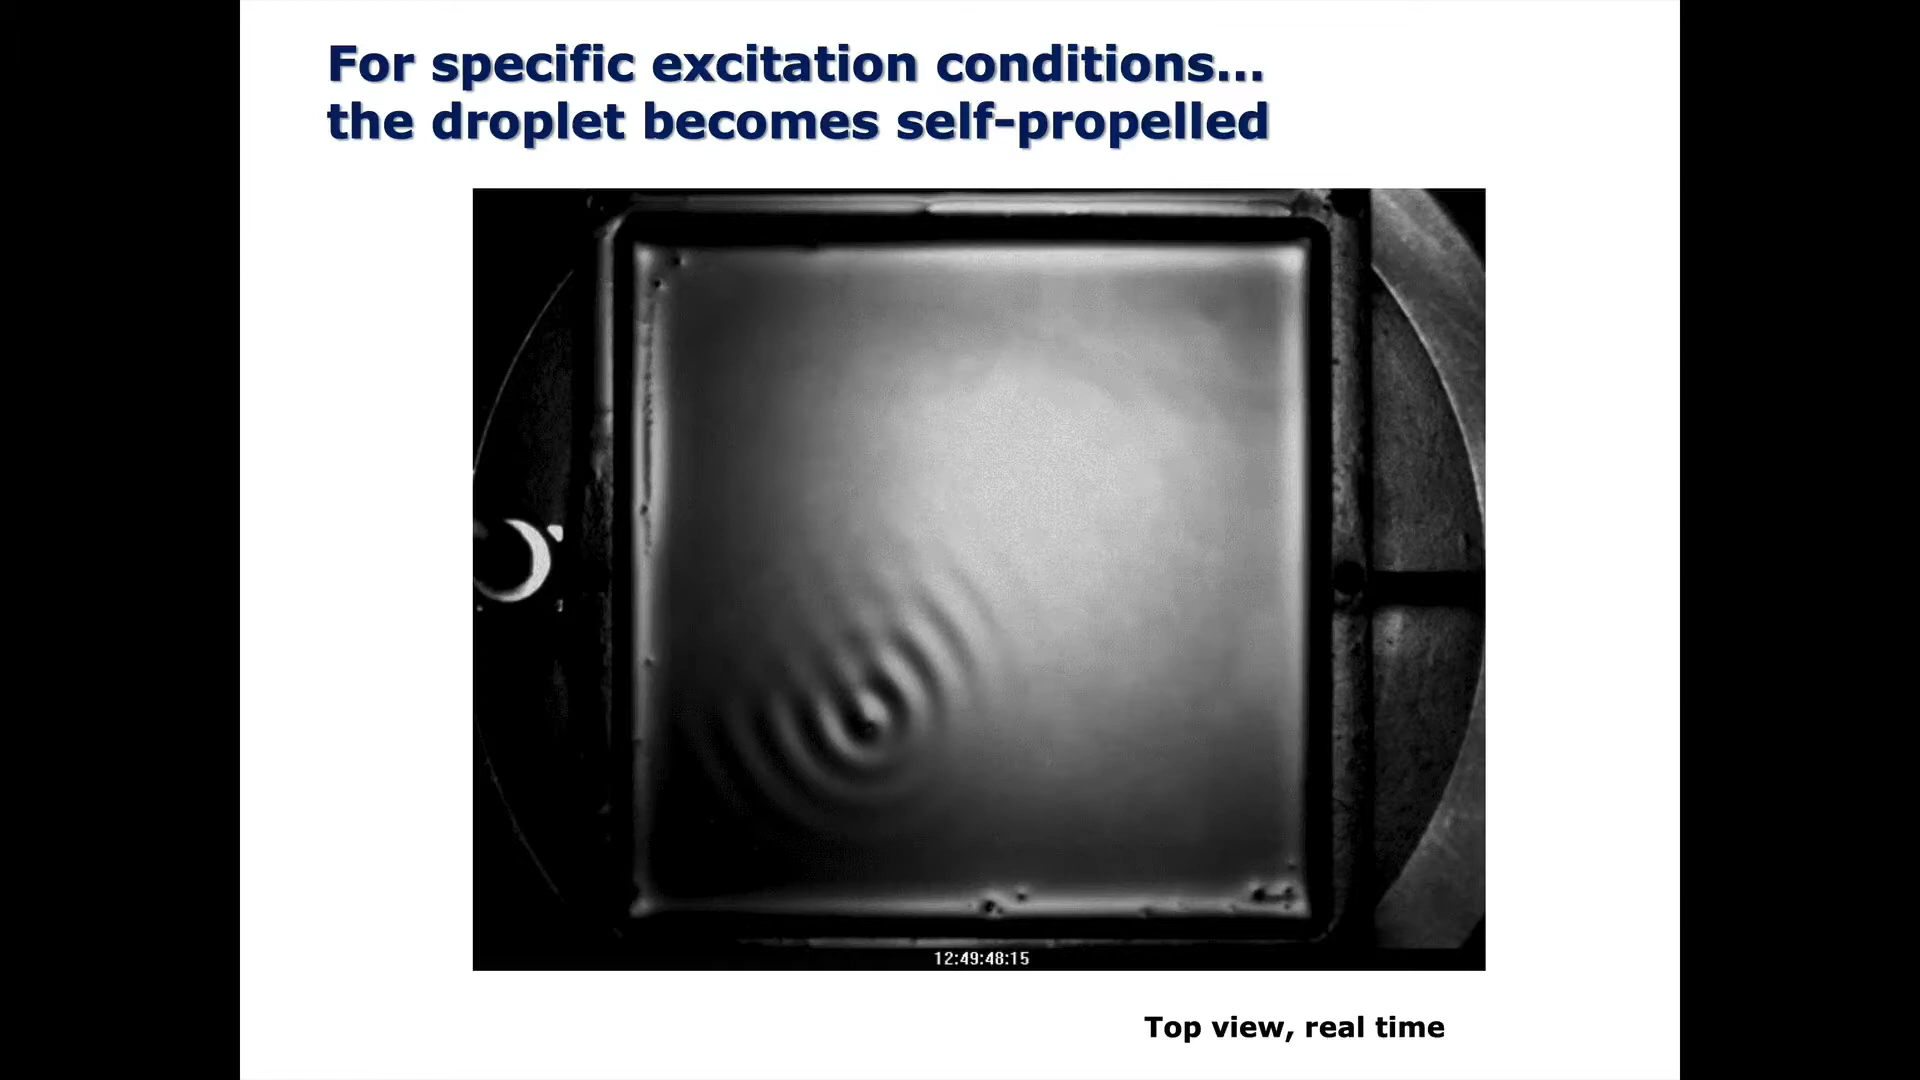 For specific excitation conditions...
the droplet becomes self-propelled
12:49:48:15
Top view, real time